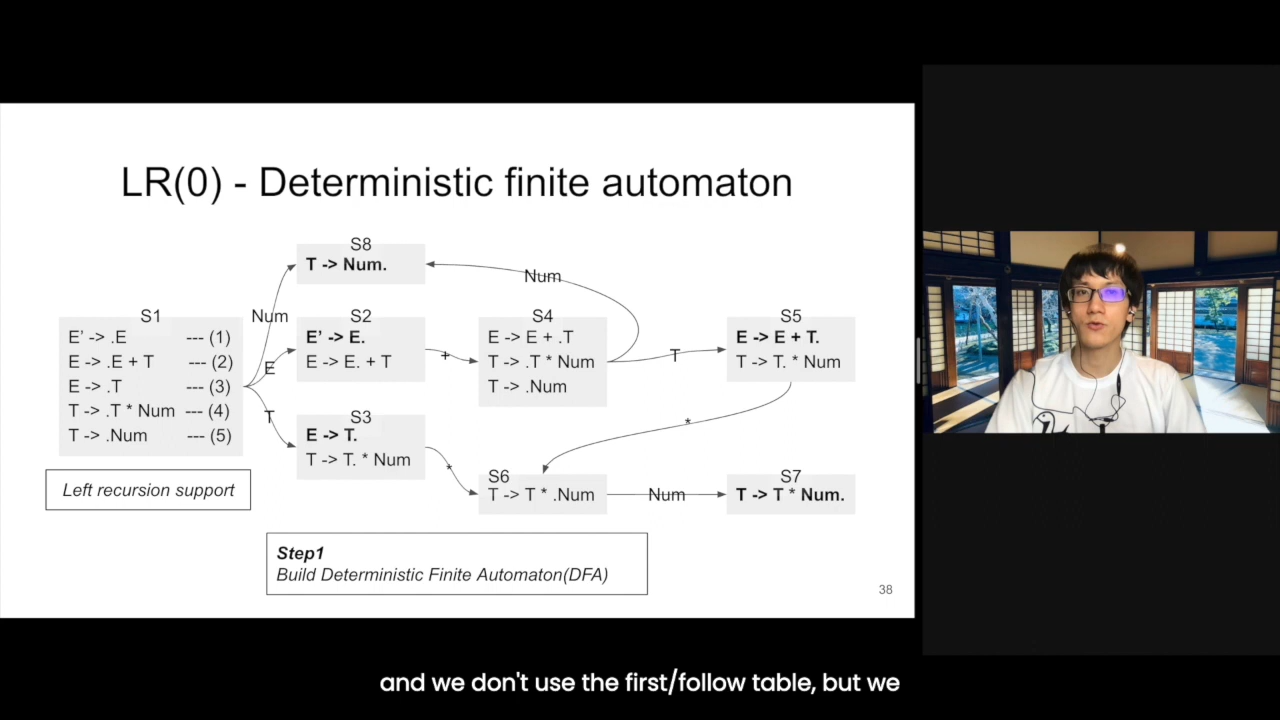 LR(0) - Deterministic finite automaton
S8
T -> Num.
Num
Num
S1
E' -> .E --- (1)
E -> .E + T --- (2)
E -> .T --- (3)
T -> .T * Num --- (4)
T -> .Num --- (5)
S2
E' -> E.
E -> E. + T
E
+
S4
E -> E + .T
T -> .T * Num
T -> .Num
T
S5
E -> E + T.
T -> T. * Num
T
S3
E -> T.
T -> T. * Num
*
*
S6
T -> T * .Num
Num
S7
T -> T * Num.
Left recursion support
Step1
Build Deterministic Finite Automaton(DFA)
38
and we don't use the first/follow table, but we